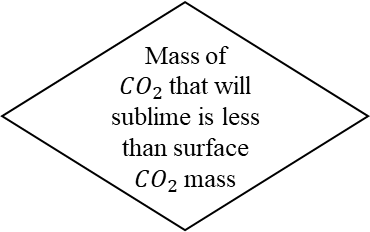 Mass of
𝐶𝑂₂ that will
sublime is less
than surface
𝐶𝑂₂ mass